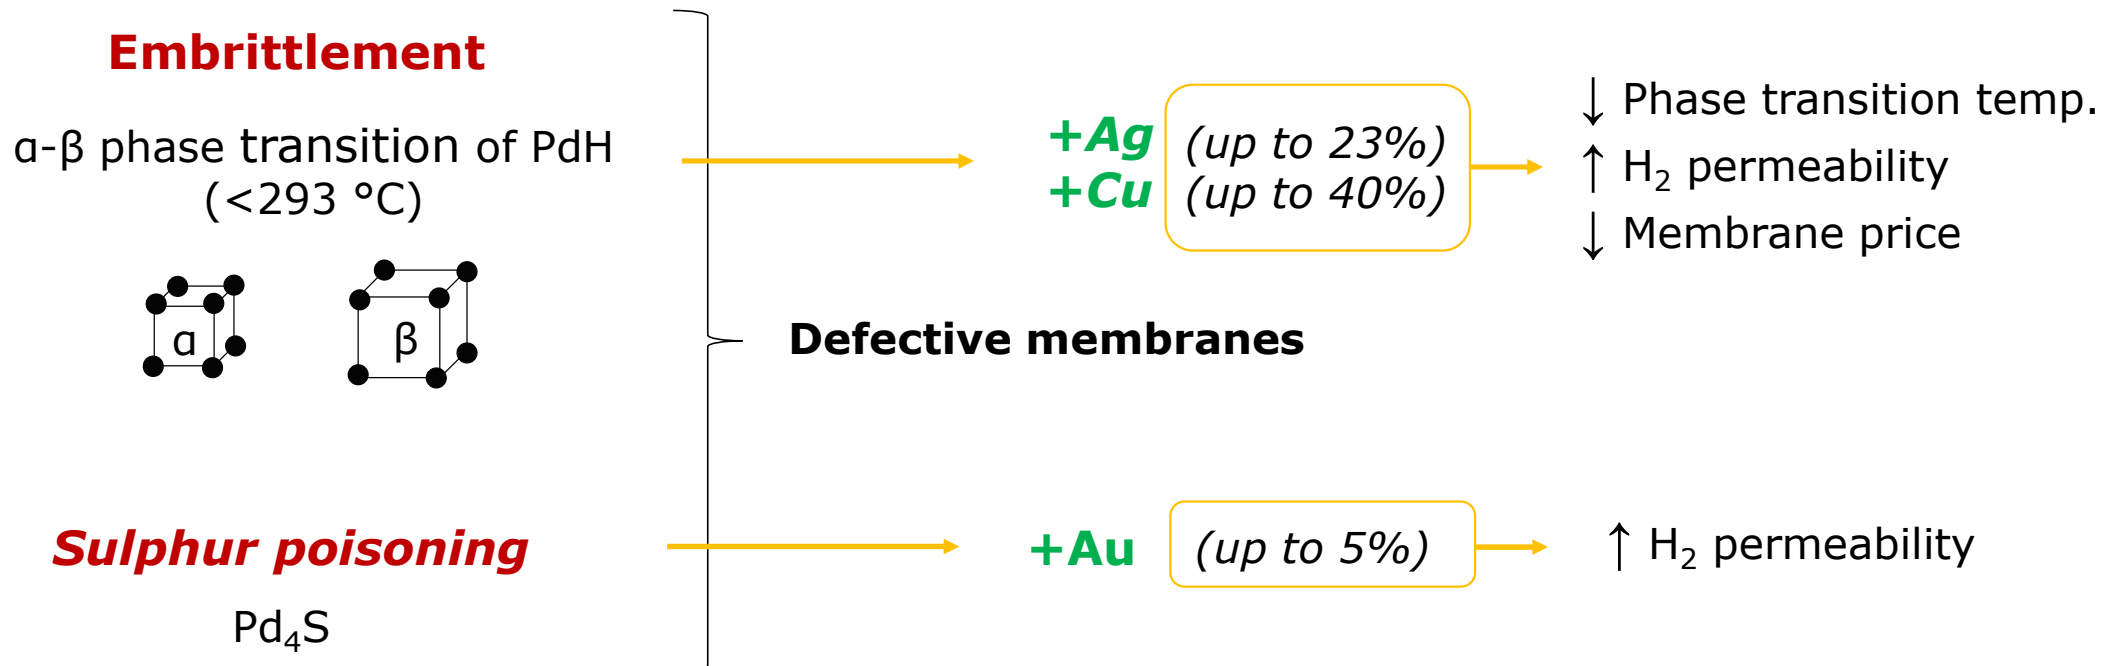 Embrittlement
α-β phase transition of PdH
(<293 °C)
α
β
+Ag (up to 23%)
+Cu (up to 40%)
↓ Phase transition temp.
↑ H₂ permeability
↓ Membrane price
Defective membranes
Sulphur poisoning
Pd₄S
+Au (up to 5%)
↑ H₂ permeability